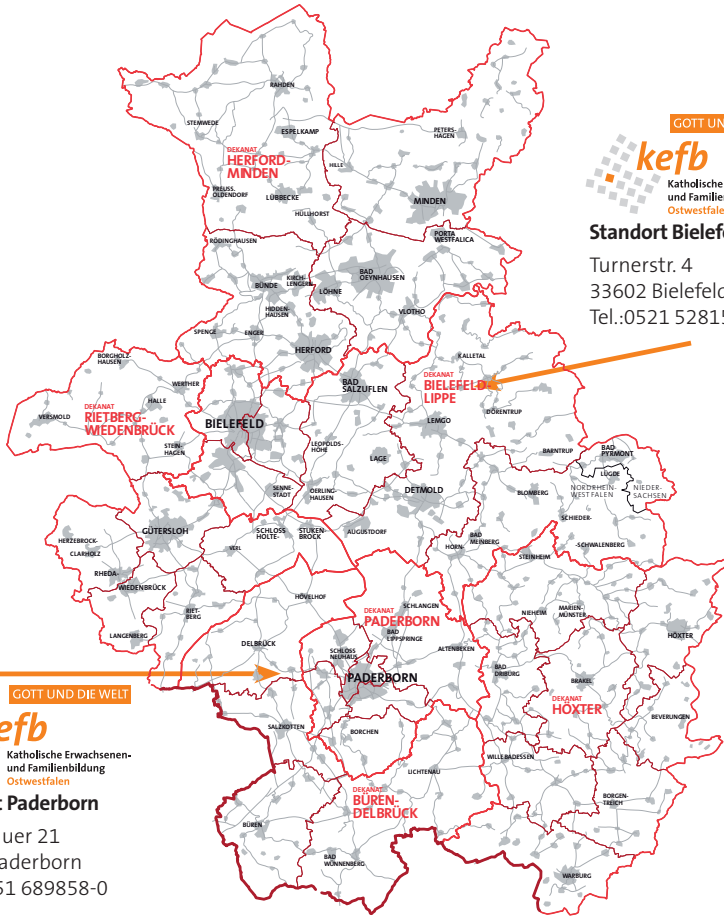 RAHDEN
STEMWEDE
ESPELKAMP
PETERS-
HAGEN
DEKANAT
HERFORD-
MINDEN
HILLE
PREUSS.
OLDENDORF
LÜBBECKE
MINDEN
HÜLLHORST
PORTA
WESTFALICA
RÖDINGHAUSEN
BAD
OEYNHAUSEN
KIRCH-
LENGERN
BÜNDE
LÖHNE
HIDDEN-
HAUSEN
VLOTHO
SPENGE
ENGER
HERFORD
GOTT UN
kefb
Katholische
und Familien
Ostwestfale
Standort Bielefe
Turnerstr. 4
33602 Bielefeld
Tel.:0521 52815
BORGHOLZ-
HAUSEN
KALLETAL
WERTHER
BAD
SALZUFLEN
DEKANAT
BIELEFELD-
LIPPE
HALLE
VERSMOLD
DEKANAT
RIETBERG-
WIEDENBRÜCK
DÖRENTRUP
LEMGO
BIELEFELD
STEIN-
HAGEN
LEOPOLDS-
HÖHE
LAGE
BARNTRUP
BAD
PYRMONT
LÜGDE
NORDRHEIN-
WESTFALEN
NIEDER-
SACHSEN
SENNE-
STADT
OERLING-
HAUSEN
DETMOLD
BLOMBERG
SCHIEDER-
-SCHWALENBERG
GÜTERSLOH
SCHLOSS
HOLTE-
STUKEN-
BROCK
AUGUSTDORF
HORN-
BAD
MEINBERG
HERZEBROCK-
CLARHOLZ
VERL
STEINHEIM
RHEDA-
WIEDENBRÜCK
HÖVELHOF
DEKANAT
PADERBORN
SCHLANGEN
NIEHEIM
MARIEN-
MÜNSTER
RIET-
BERG
LANGENBERG
BAD
LIPPSPRINGE
HÖXTER
DELBRÜCK
SCHLOSS
NEUHAUS
ALTENBEKEN
BAD
DRIBURG
PADERBORN
BRAKEL
DEKANAT
HÖXTER
BEVERUNGEN
GOTT UND DIE WELT
efb
Katholische Erwachsenen-
und Familienbildung
Ostwestfalen
t Paderborn
uer 21
aderborn
51 689858-0
SALZKOTTEN
BORCHEN
WILLEBADESSEN
LICHTENAU
DEKANAT
BÜREN-
DELBRÜCK
BORGEN-
TREICH
BÜREN
BAD
WÜNNENBERG
WARBURG